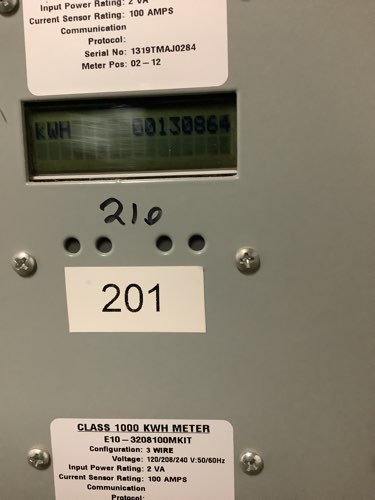 Input Power Rating: 2 VA
Current Sensor Rating: 100 AMPS
Communication
Protocol:
Serial No: 1319TMAJ0284
Meter Pos: 02-12
KWH 00130864
216
201
CLASS 1000 KWH METER
E10-3208100MKIT
Configuration: 3 WIRE
Voltage: 120/208/240 V:50/60Hz
Input Power Rating: 2 VA
Current Sensor Rating: 100 AMPS
Communication
Protocol: